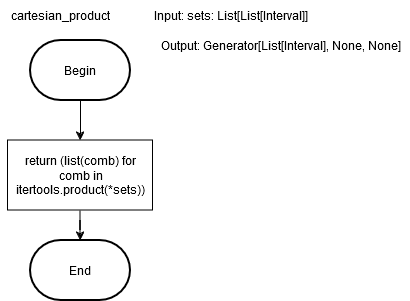 cartesian_product
Input: sets: List[List[Interval]]
Output: Generator[List[Interval], None, None]
Begin
return (list(comb) for
comb in
itertools.product(*sets))
End